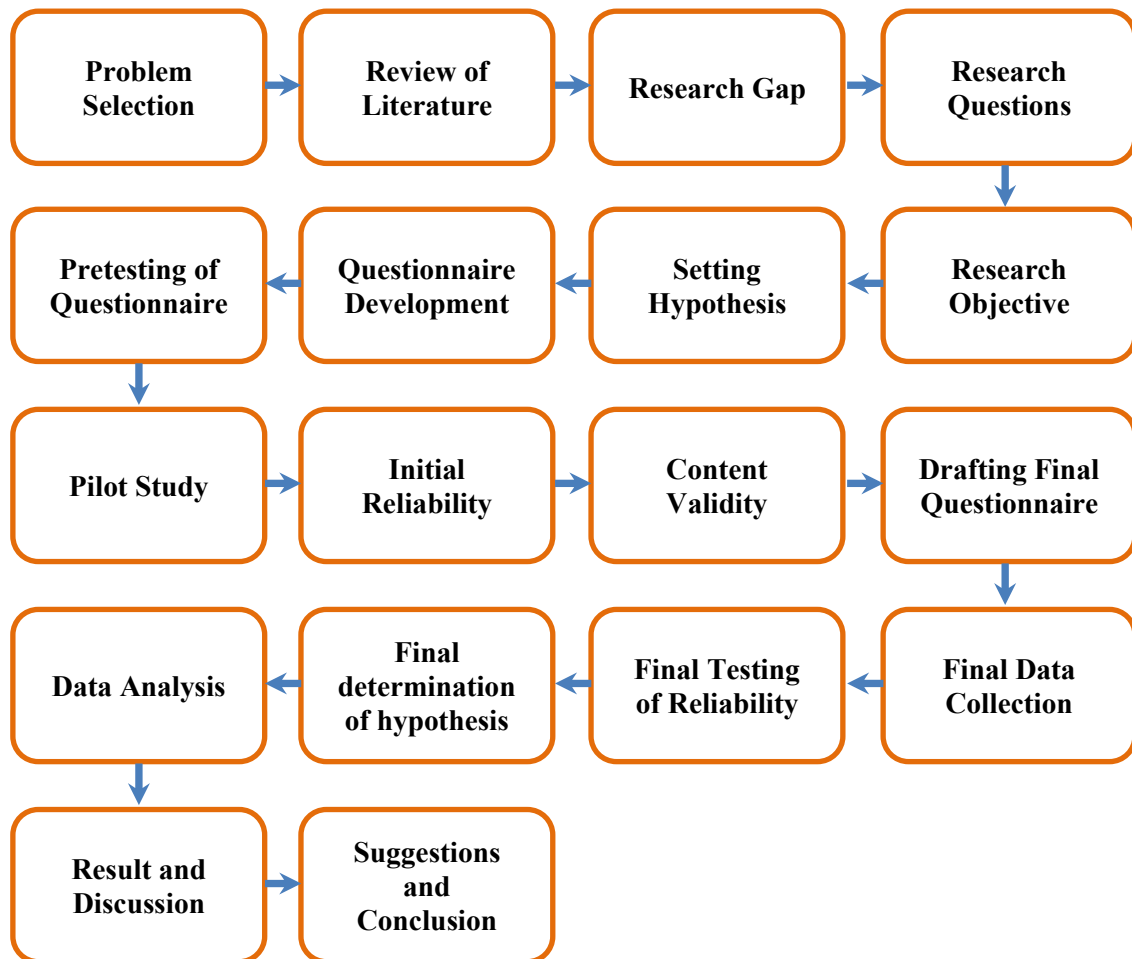 Problem
Selection
Review of
Literature
Research Gap
Research
Questions
Research
Objective
Setting
Hypothesis
Questionnaire
Development
Pretesting of
Questionnaire
Pilot Study
Initial
Reliability
Content
Validity
Drafting Final
Questionnaire
Final Data
Collection
Final Testing
of Reliability
Final
determination
of hypothesis
Data Analysis
Result and
Discussion
Suggestions
and
Conclusion